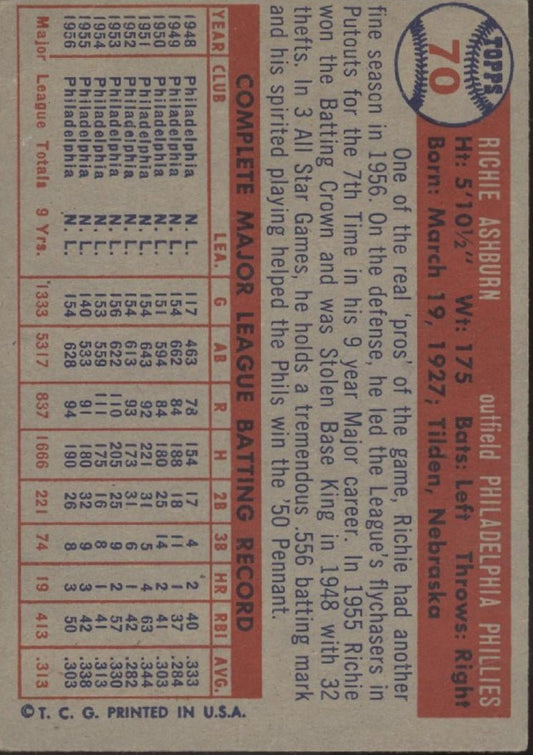 TOPPS
70
RICHIE ASHBURN outfield PHILADELPHIA PHILLIES
Ht: 5'10½" Wt: 175 Bats: Left Throws: Right
Born: March 19, 1927; Tilden, Nebraska
One of the real 'pros' of the game, Richie had another
fine season in 1956. On the defense, he led the League's flychasers in
Putouts for the 7th Time in his 9 year Major career. In 1955 Richie
won the Batting Crown and was Stolen Base King in 1948 with 32
thefts. In 3 All Star Games, he holds a tremendous .556 batting mark
and his spirited playing helped the Phils win the '50 Pennant.
COMPLETE MAJOR LEAGUE BATTING RECORD
YEAR CLUB LEA. G AB R H 2B 3B HR RBI AVG.
1948 Philadelphia N. L. 117 463 78 154 17 4 2 40 .333
1949 Philadelphia N. L. 154 662 84 188 18 11 1 37 .284
1950 Philadelphia N. L. 151 594 84 180 25 14 2 41 .303
1951 Philadelphia N. L. 154 643 92 221 31 5 4 63 .344
1952 Philadelphia N. L. 154 613 93 173 31 6 1 42 .282
1953 Philadelphia N. L. 156 622 110 205 25 9 2 57 .330
1954 Philadelphia N. L. 153 559 111 175 16 8 1 41 .313
1955 Philadelphia N. L. 140 533 91 180 32 9 3 42 .338
1956 Philadelphia N. L. 154 628 94 190 26 8 3 50 .303
Major League Totals 9 Yrs. 1333 5317 837 1666 221 74 19 413 .313
© T. C. G. PRINTED IN U.S.A.